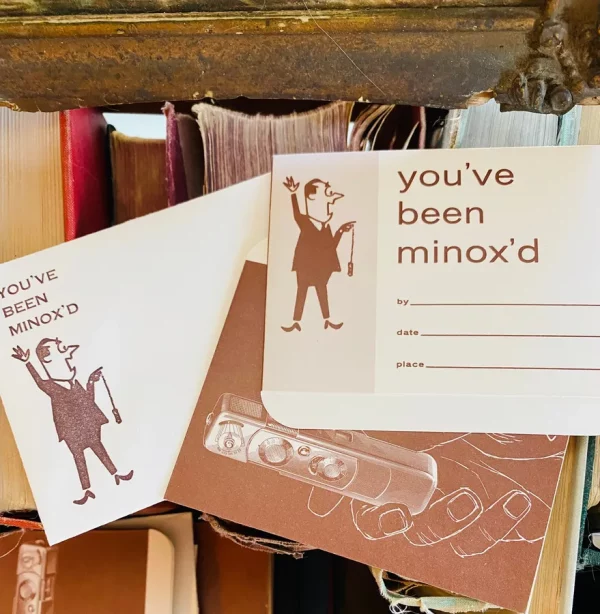 YOU'VE
BEEN
MINOX'D
you've
been
minox'd
by
date
place